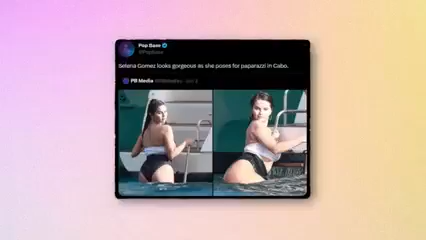 Pop Base
@PopBase
Selena Gomez looks gorgeous as she poses for paparazzi in Cabo.
PB Media